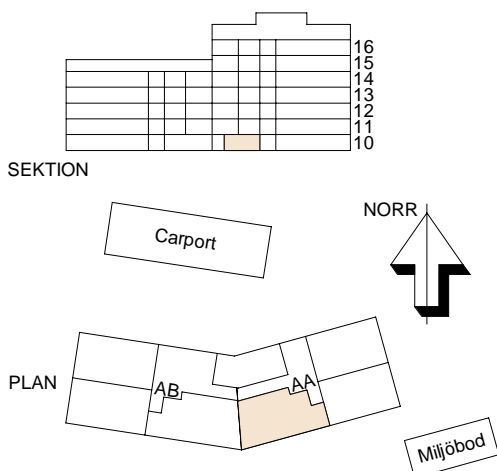 16
15
14
13
12
11
10
SEKTION
NORR
Carport
PLAN
AB
AA
Miljöbod